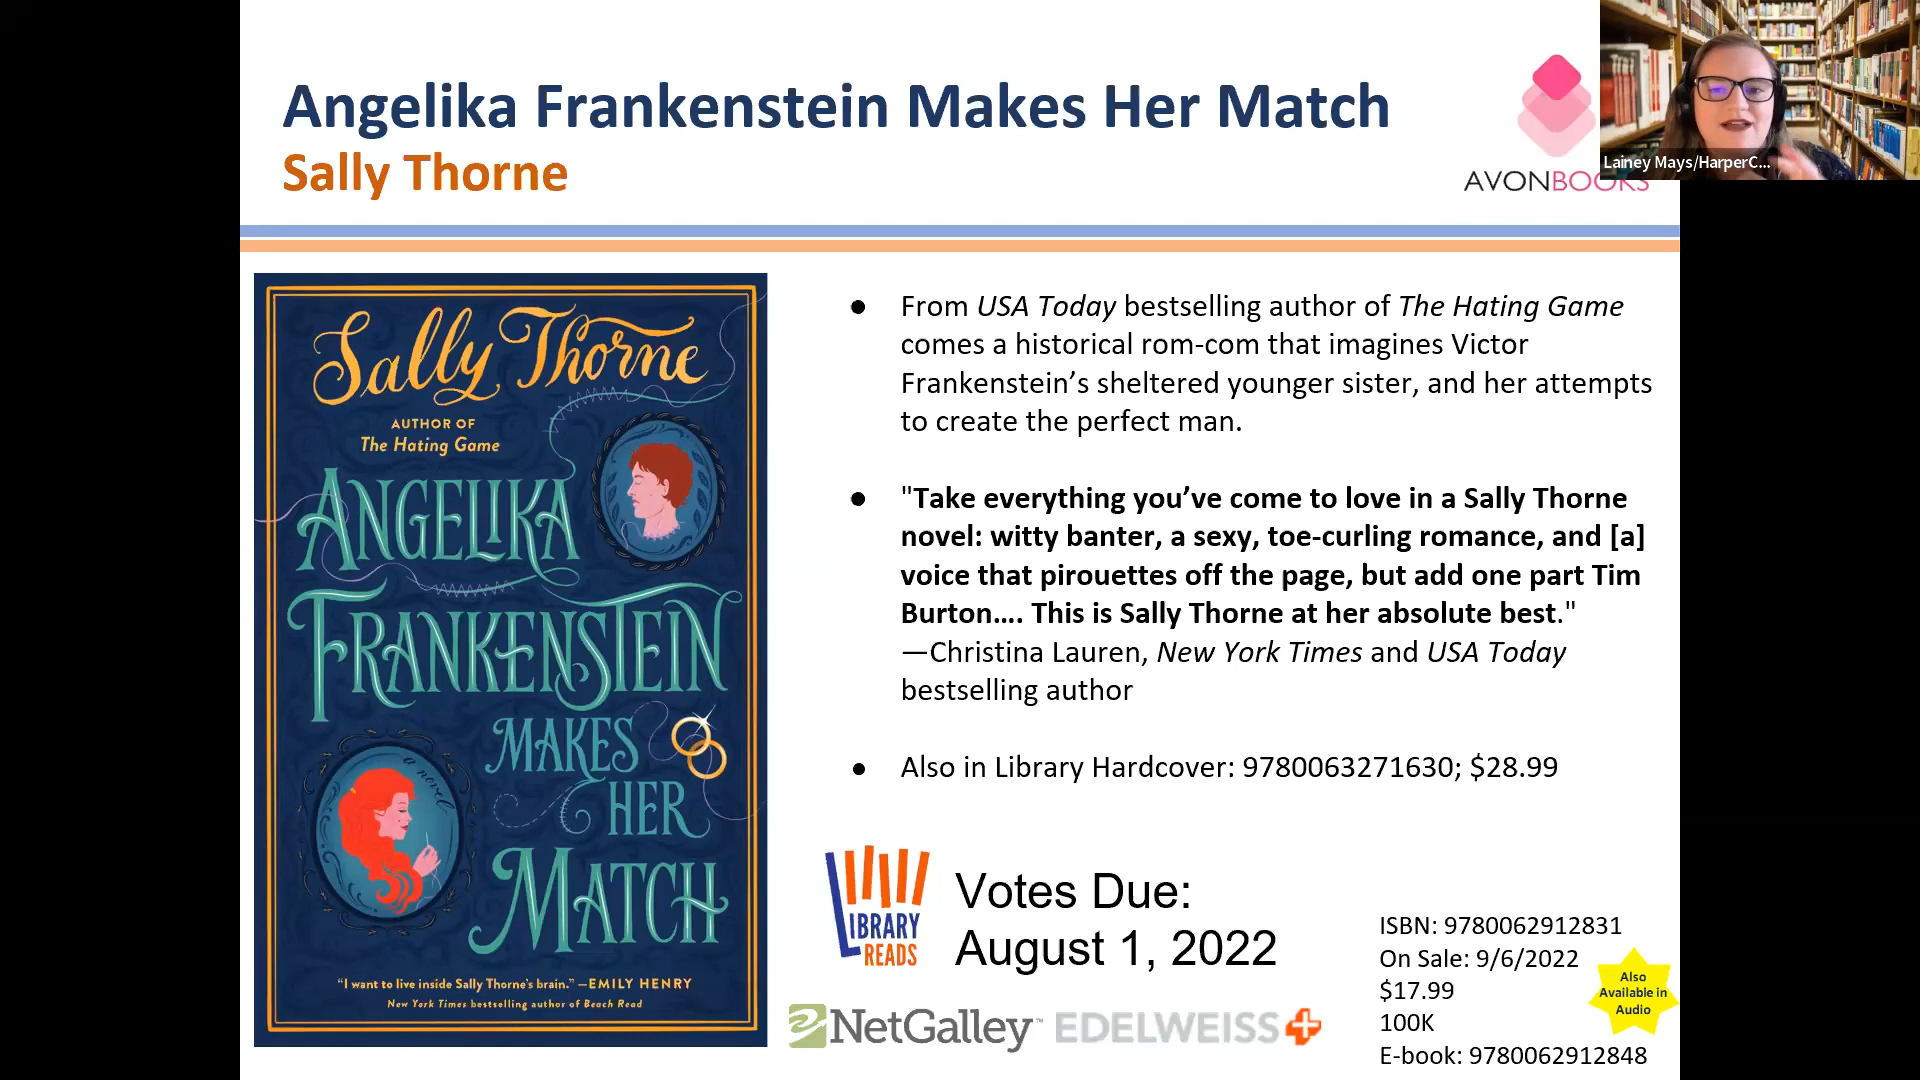 Angelika Frankenstein Makes Her Match
Sally Thorne
AVONBOOKS
Lainey Mays/HarperC...
Sally Thorne
AUTHOR OF
The Hating Game
ANGELIKA
FRANKENSTEIN
MAKES
HER
MATCH
a novel
"I want to live inside Sally Thorne's brain." —EMILY HENRY
New York Times bestselling author of Beach Read
● From USA Today bestselling author of The Hating Game
comes a historical rom-com that imagines Victor
Frankenstein's sheltered younger sister, and her attempts
to create the perfect man.
● "Take everything you've come to love in a Sally Thorne
novel: witty banter, a sexy, toe-curling romance, and [a]
voice that pirouettes off the page, but add one part Tim
Burton.... This is Sally Thorne at her absolute best."
—Christina Lauren, New York Times and USA Today
bestselling author
● Also in Library Hardcover: 9780063271630; $28.99
LIBRARY
READS
Votes Due:
August 1, 2022
NetGalley™
EDELWEISS+
ISBN: 9780062912831
On Sale: 9/6/2022
$17.99
100K
E-book: 9780062912848
Also
Available in
Audio